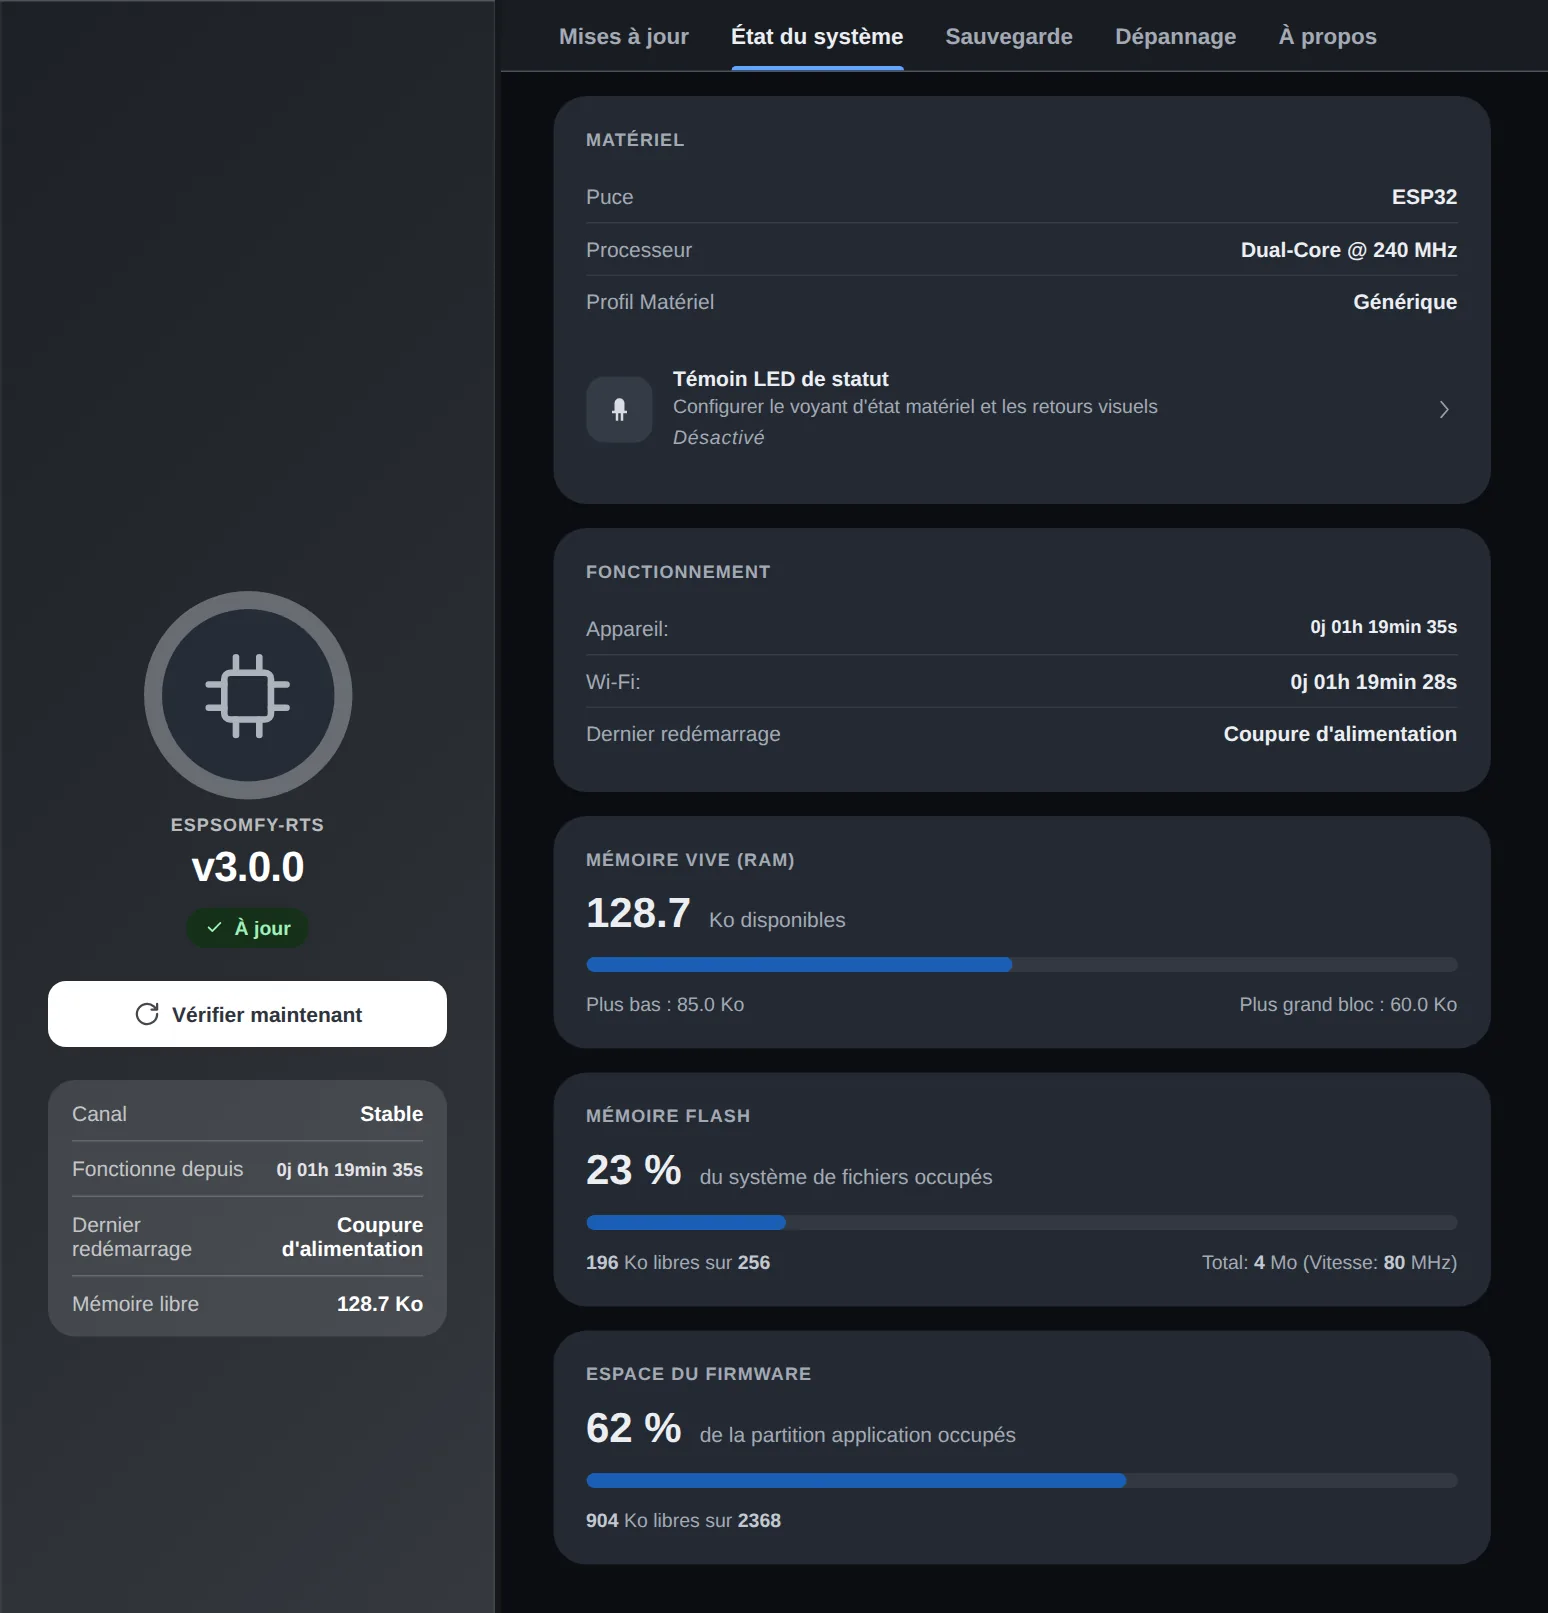 Mises à jour
État du système
Sauvegarde
Dépannage
À propos
ESPSOMFY-RTS
v3.0.0
À jour
Vérifier maintenant
Canal Stable
Fonctionne depuis 0j 01h 19min 35s
Dernier redémarrage Coupure d'alimentation
Mémoire libre 128.7 Ko
MATÉRIEL
Puce ESP32
Processeur Dual-Core @ 240 MHz
Profil Matériel Générique
Témoin LED de statut
Configurer le voyant d'état matériel et les retours visuels
Désactivé
FONCTIONNEMENT
Appareil: 0j 01h 19min 35s
Wi-Fi: 0j 01h 19min 28s
Dernier redémarrage Coupure d'alimentation
MÉMOIRE VIVE (RAM)
128.7 Ko disponibles
Plus bas : 85.0 Ko Plus grand bloc : 60.0 Ko
MÉMOIRE FLASH
23 % du système de fichiers occupés
196 Ko libres sur 256 Total: 4 Mo (Vitesse: 80 MHz)
ESPACE DU FIRMWARE
62 % de la partition application occupés
904 Ko libres sur 2368